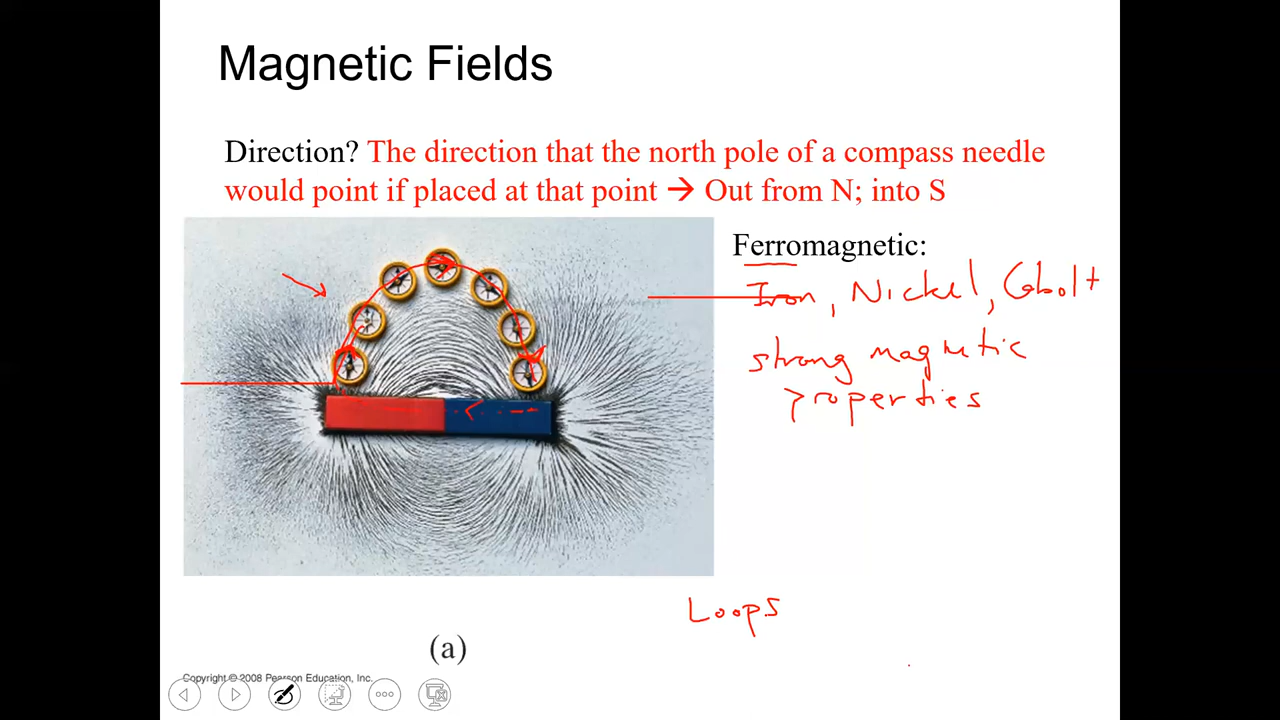 Magnetic Fields
Direction? The direction that the north pole of a compass needle
would point if placed at that point → Out from N; into S
Ferromagnetic:
Iron, Nickel, Cobolt
strong magnetic
properties
Loops
(a)
Copyright © 2008 Pearson Education, Inc.